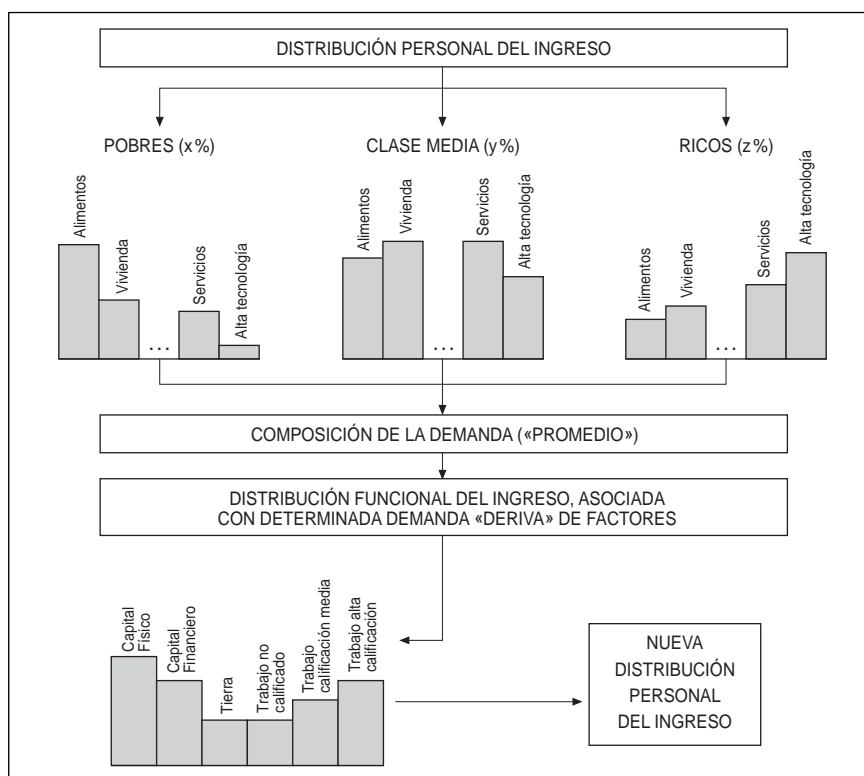 DISTRIBUCIÓN PERSONAL DEL INGRESO
POBRES (x %)
CLASE MEDIA (y %)
RICOS (z %)
Alimentos
Vivienda
...
Servicios
Alta tecnología
Alimentos
Vivienda
...
Servicios
Alta tecnología
Alimentos
Vivienda
...
Servicios
Alta tecnología
COMPOSICIÓN DE LA DEMANDA («PROMEDIO»)
DISTRIBUCIÓN FUNCIONAL DEL INGRESO, ASOCIADA
CON DETERMINADA DEMANDA «DERIVA» DE FACTORES
Capital
Físico
Capital
Financiero
Tierra
Trabajo no
calificado
Trabajo
calificación media
Trabajo alta
calificación
NUEVA
DISTRIBUCIÓN
PERSONAL
DEL INGRESO